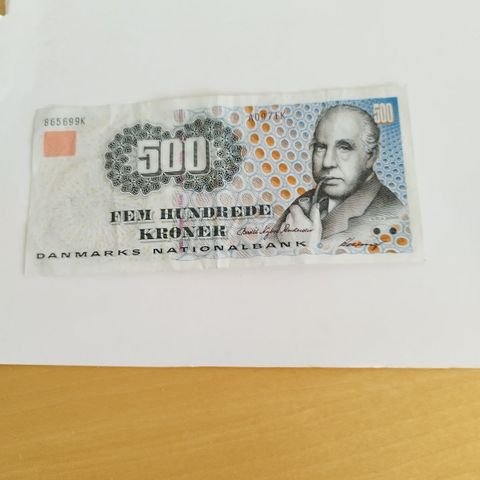 865699K
500
500
FEM HUNDREDE
KRONER
DANMARKS NATIONALBANK